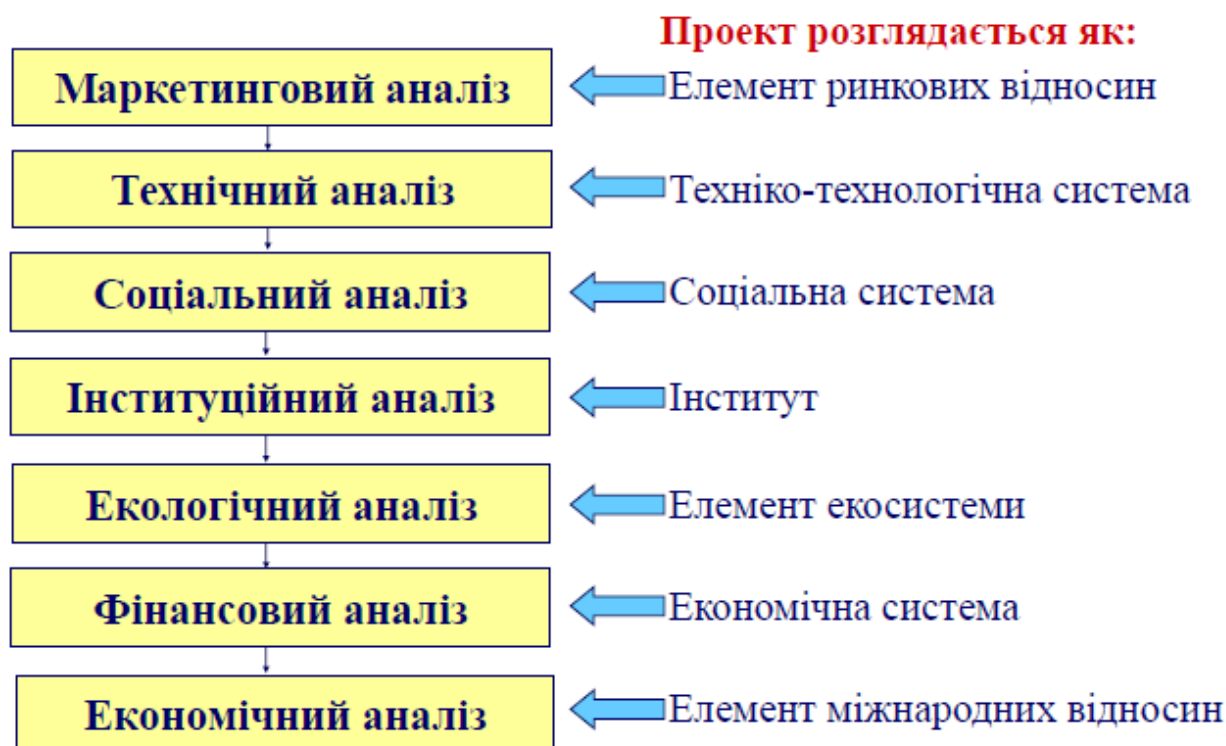 Проект розглядається як:
Маркетинговий аналіз
Елемент ринкових відносин
Технічний аналіз
Техніко-технологічна система
Соціальний аналіз
Соціальна система
Інституційний аналіз
Інститут
Екологічний аналіз
Елемент екосистеми
Фінансовий аналіз
Економічна система
Економічний аналіз
Елемент міжнародних відносин